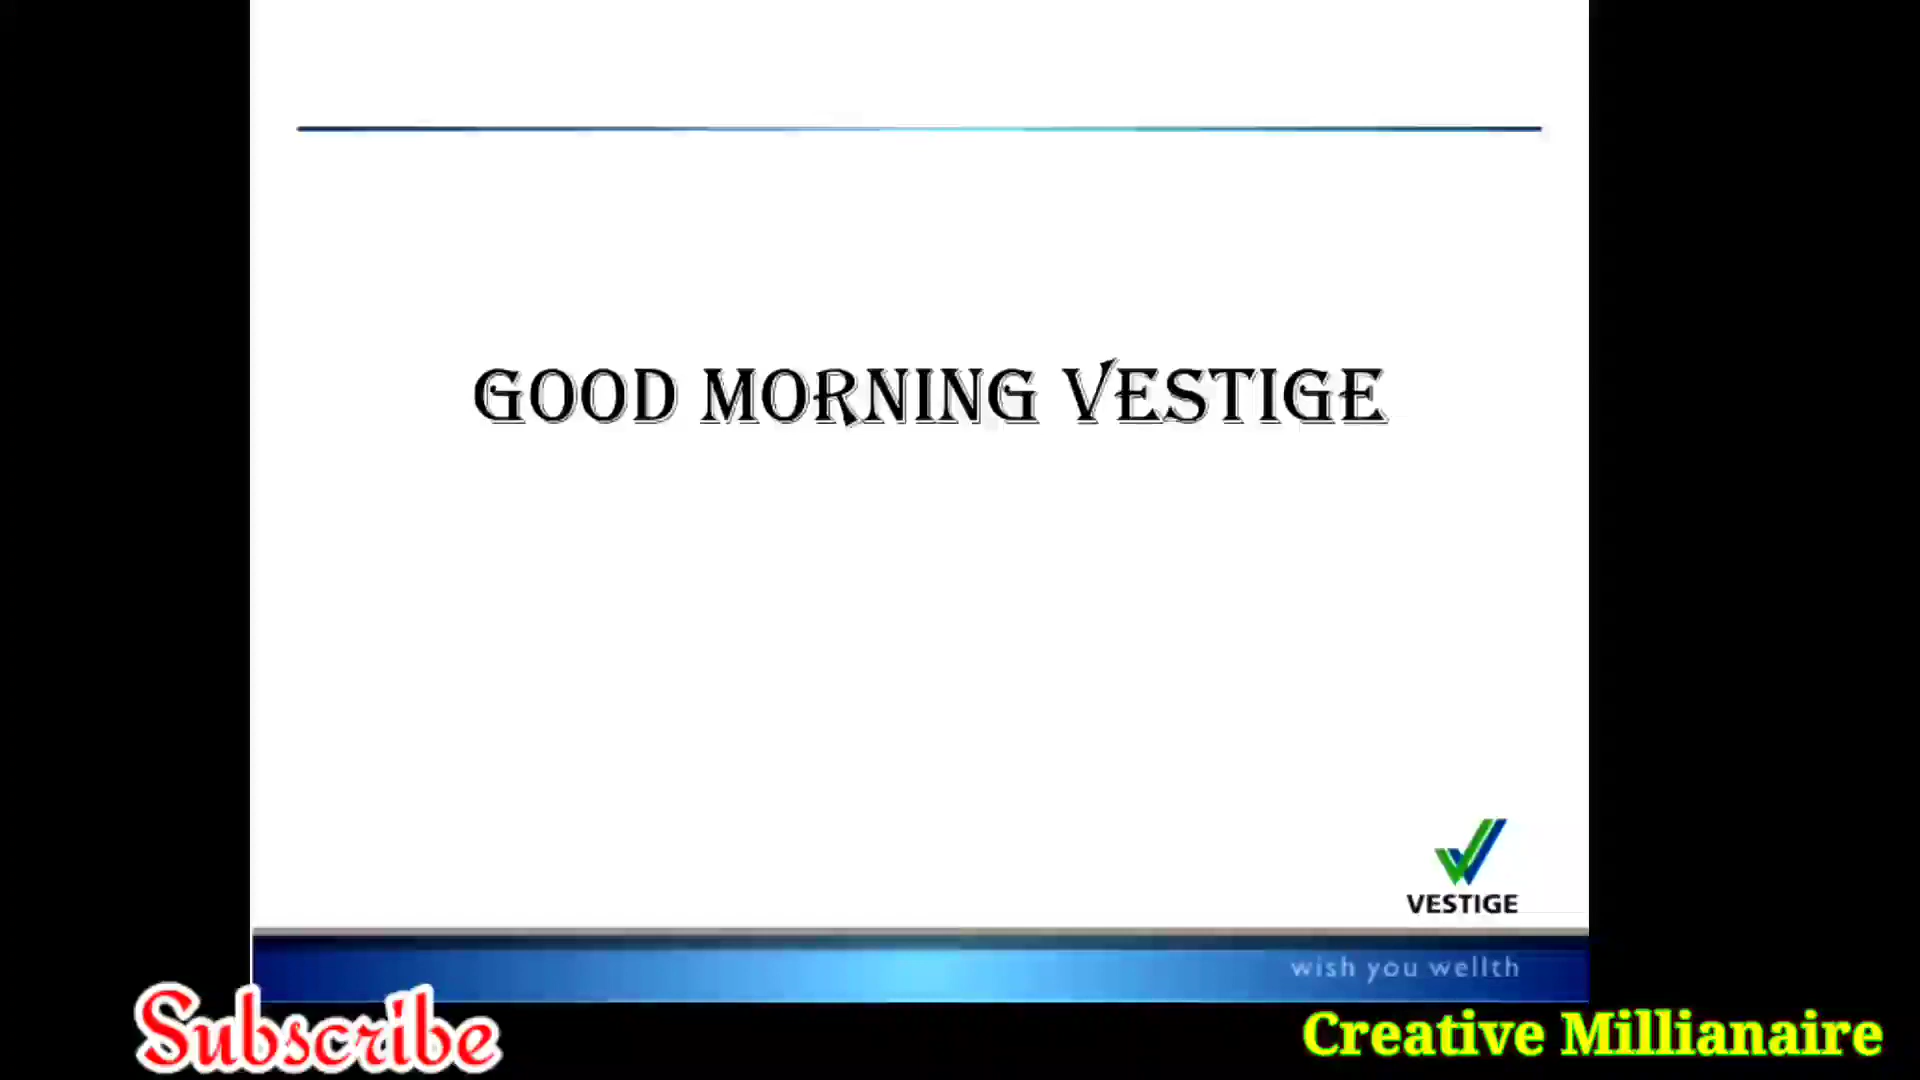 GOOD MORNING VESTIGE
VESTIGE
wish you wellth
Subscribe
Creative Millianaire